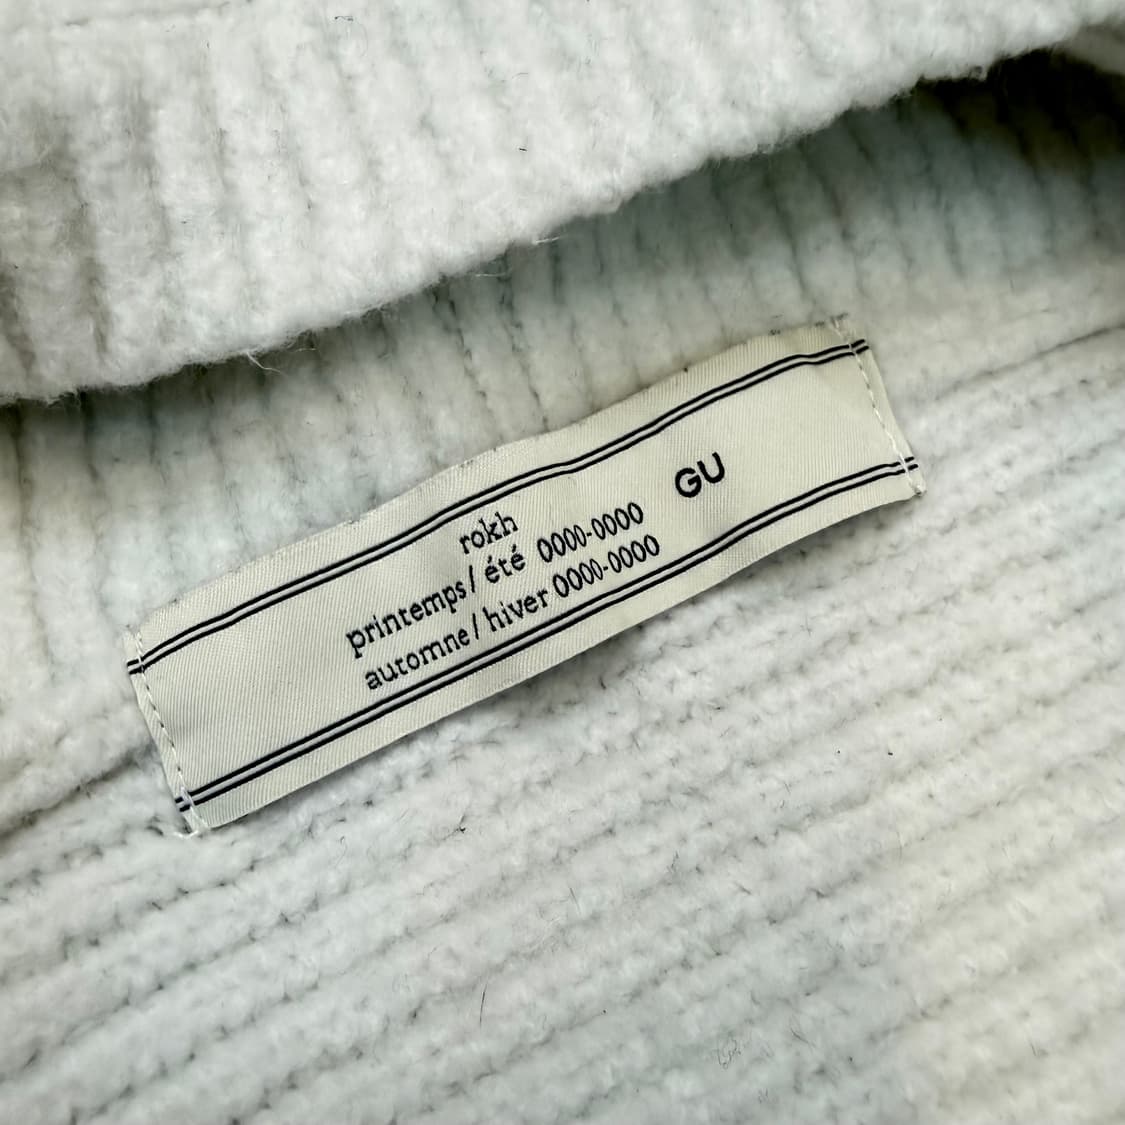 rokh
printemps/ été 0000-0000 GU
automne/ hiver 0000-0000